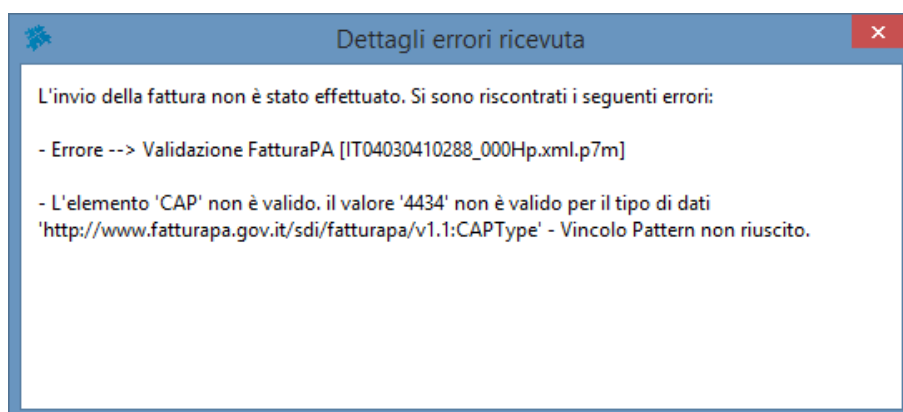 Dettagli errori ricevuta
L'invio della fattura non è stato effettuato. Si sono riscontrati i seguenti errori:
- Errore --> Validazione FatturaPA [IT04030410288_000Hp.xml.p7m]
- L'elemento 'CAP' non è valido. il valore '4434' non è valido per il tipo di dati
'http://www.fatturapa.gov.it/sdi/fatturapa/v1.1:CAPType' - Vincolo Pattern non riuscito.